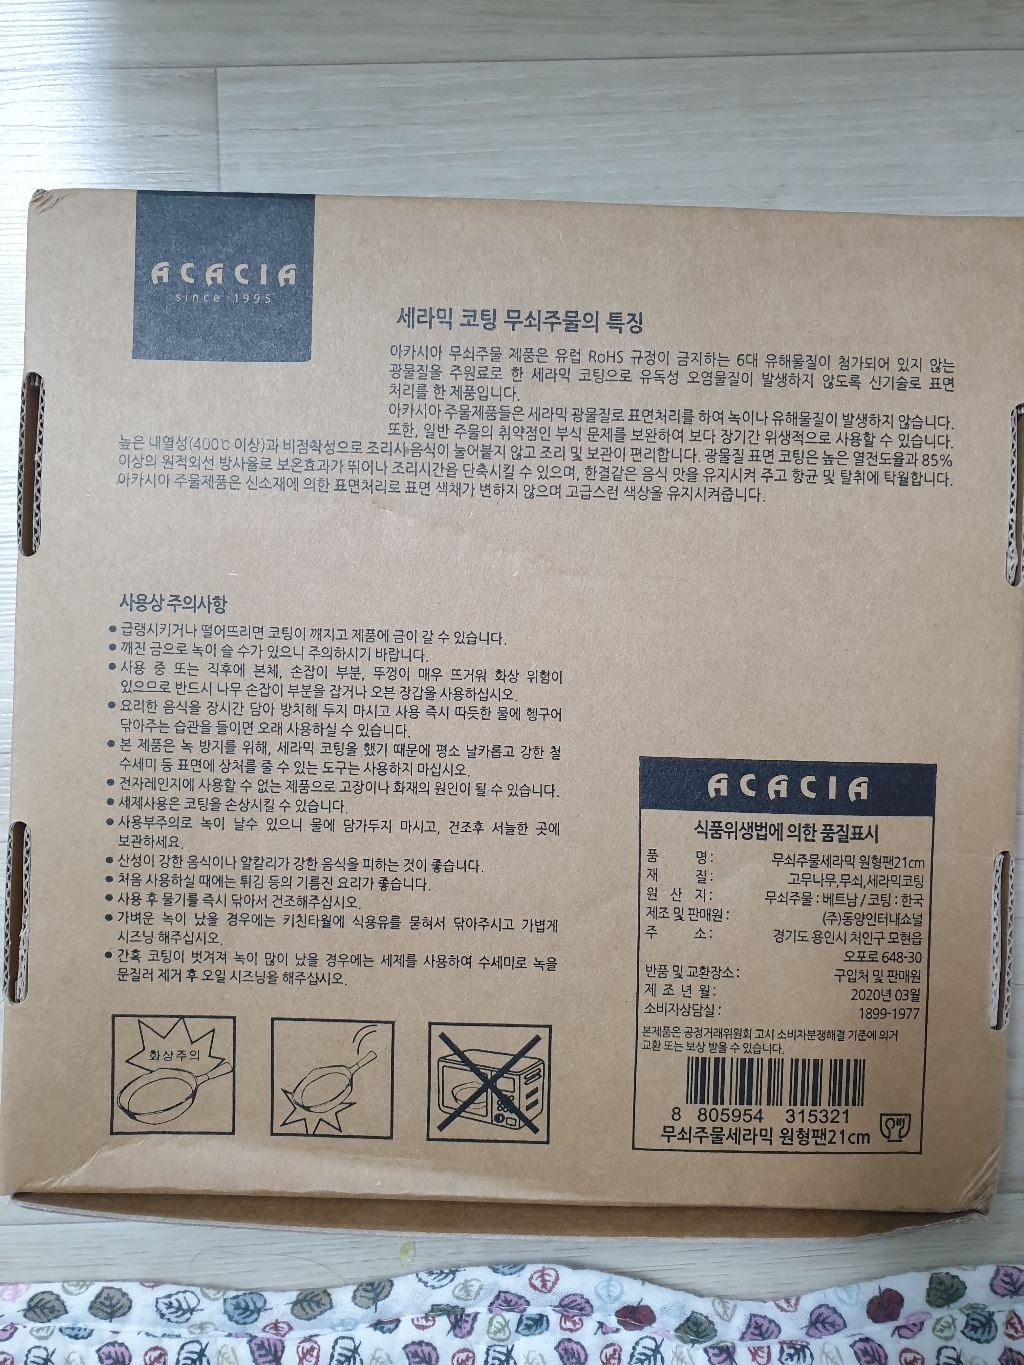 ACACIA
since 1995
세라믹 코팅 무쇠주물의 특징
아카시아 무쇠주물 제품은 유럽 RoHS 규정이 금지하는 6대 유해물질이 첨가되어 있지 않는
광물질을 주원료로 한 세라믹 코팅으로 유독성 오염물질이 발생하지 않도록 신기술로 표면
처리를 한 제품입니다.
아카시아 주물제품들은 세라믹 광물질로 표면처리를 하여 녹이나 유해물질이 발생하지 않습니다.
또한, 일반 주물의 취약점인 부식 문제를 보완하여 보다 장기간 위생적으로 사용할 수 있습니다.
높은 내열성(400℃ 이상)과 비점착성으로 조리시 음식이 눌어붙지 않고 조리 및 보관이 편리합니다. 광물질 표면 코팅은 높은 열전도율과 85%
이상의 원적외선 방사율로 보온효과가 뛰어나 조리시간을 단축시킬 수 있으며, 한결같은 음식 맛을 유지시켜 주고 항균 및 탈취에 탁월합니다.
아카시아 주물제품은 신소재에 의한 표면처리로 표면 색채가 변하지 않으며 고급스런 색상을 유지시켜줍니다.
사용상 주의사항
• 급랭시키거나 떨어뜨리면 코팅이 깨지고 제품에 금이 갈 수 있습니다.
• 깨진 금으로 녹이 슬 수가 있으니 주의하시기 바랍니다.
• 사용 중 또는 직후에 본체, 손잡이 부분, 뚜껑이 매우 뜨거워 화상 위험이
있으므로 반드시 나무 손잡이 부분을 잡거나 오븐 장갑을 사용하십시오.
• 요리한 음식을 장시간 담아 방치해 두지 마시고 사용 즉시 따듯한 물에 헹구어
닦아주는 습관을 들이면 오래 사용하실 수 있습니다.
• 본 제품은 녹 방지를 위해, 세라믹 코팅을 했기 때문에 평소 날카롭고 강한 철
수세미 등 표면에 상처를 줄 수 있는 도구는 사용하지 마십시오.
• 전자레인지에 사용할 수 없는 제품으로 고장이나 화재의 원인이 될 수 있습니다.
• 세제사용은 코팅을 손상시킬 수 있습니다.
• 사용부주의로 녹이 날수 있으니 물에 담가두지 마시고, 건조후 서늘한 곳에
보관하세요.
• 산성이 강한 음식이나 알칼리가 강한 음식을 피하는 것이 좋습니다.
• 처음 사용하실 때에는 튀김 등의 기름진 요리가 좋습니다.
• 사용 후 물기를 즉시 닦아서 건조해주십시오.
• 가벼운 녹이 났을 경우에는 키친타월에 식용유를 묻혀서 닦아주시고 가볍게
시즈닝 해주십시오.
• 간혹 코팅이 벗겨져 녹이 많이 났을 경우에는 세제를 사용하여 수세미로 녹을
문질러 제거 후 오일 시즈닝을 해주십시오.
화상주의
ACACIA
식품위생법에 의한 품질표시
품 명: 무쇠주물세라믹 원형팬21cm
재 질: 고무나무,무쇠,세라믹코팅
원 산 지: 무쇠주물 : 베트남 / 코팅 : 한국
제조 및 판매원: (주)동양인터내쇼널
주 소: 경기도 용인시 처인구 모현읍
오포로 648-30
반품 및 교환장소: 구입처 및 판매원
제 조 년 월: 2020년 03월
소비자상담실: 1899-1977
본제품은 공정거래위원회 고시 소비자분쟁해결 기준에 의거
교환 또는 보상 받을 수 있습니다.
8 805954 315321
무쇠주물세라믹 원형팬21cm